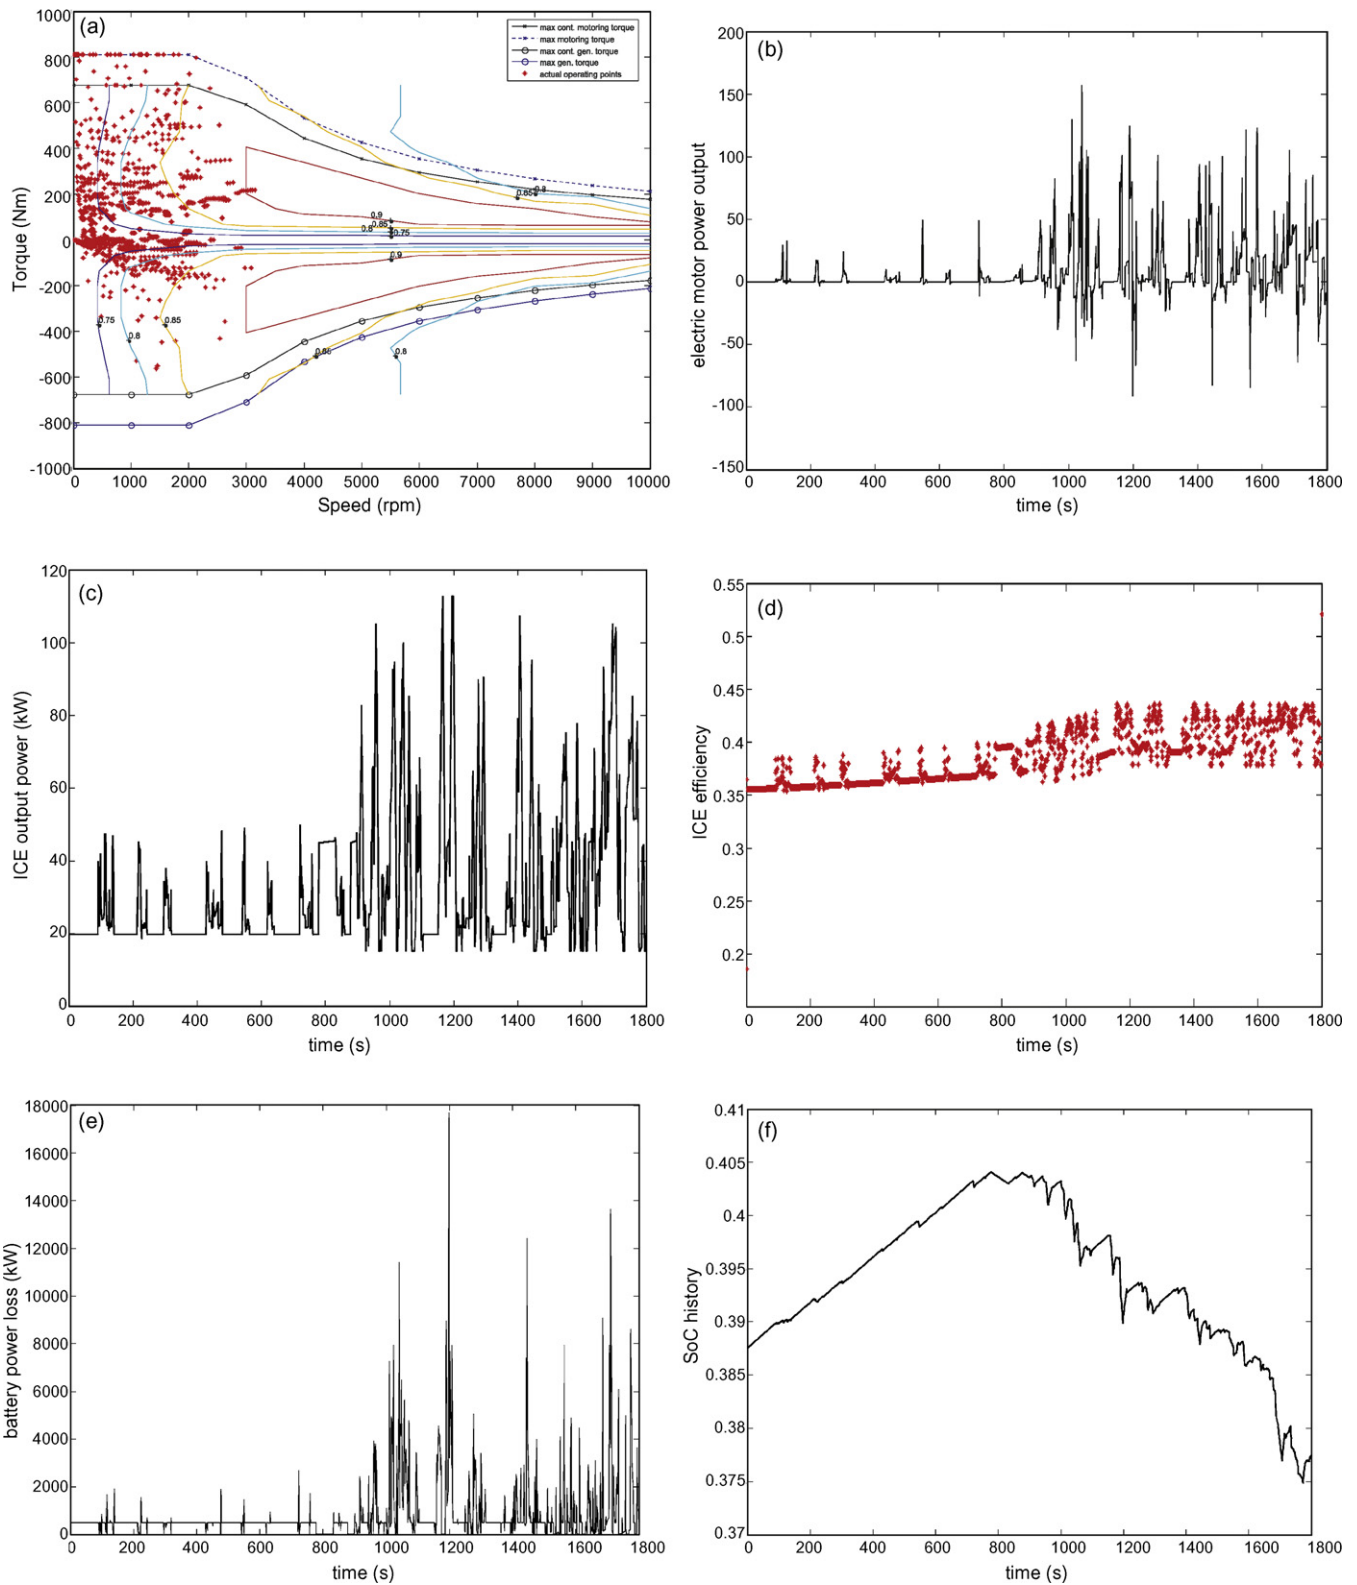 (a)
1000
800
600
400
200
0
-200
-400
-600
-800
-1000
Torque (Nm)
max cont. motoring torque
max motoring torque
max cont. gen. torque
max gen. torque
actual operating points
0.85
0.8
0.9
0.85
0.8
0.75
0.9
0.75
0.8
0.85
0.85
0.8
0 1000 2000 3000 4000 5000 6000 7000 8000 9000 10000
Speed (rpm)
(b)
200
150
100
50
0
-50
-100
-150
electric motor power output
0 200 400 600 800 1000 1200 1400 1600 1800
time (s)
(c)
120
100
80
60
40
20
0
ICE output power (kW)
0 200 400 600 800 1000 1200 1400 1600 1800
time (s)
(d)
0.55
0.5
0.45
0.4
0.35
0.3
0.25
0.2
ICE efficiency
0 200 400 600 800 1000 1200 1400 1600 1800
time (s)
(e)
18000
16000
14000
12000
10000
8000
6000
4000
2000
0
battery power loss (kW)
0 200 400 600 800 1000 1200 1400 1600 1800
time (s)
(f)
0.41
0.405
0.4
0.395
0.39
0.385
0.38
0.375
0.37
SoC history
0 200 400 600 800 1000 1200 1400 1600 1800
time (s)